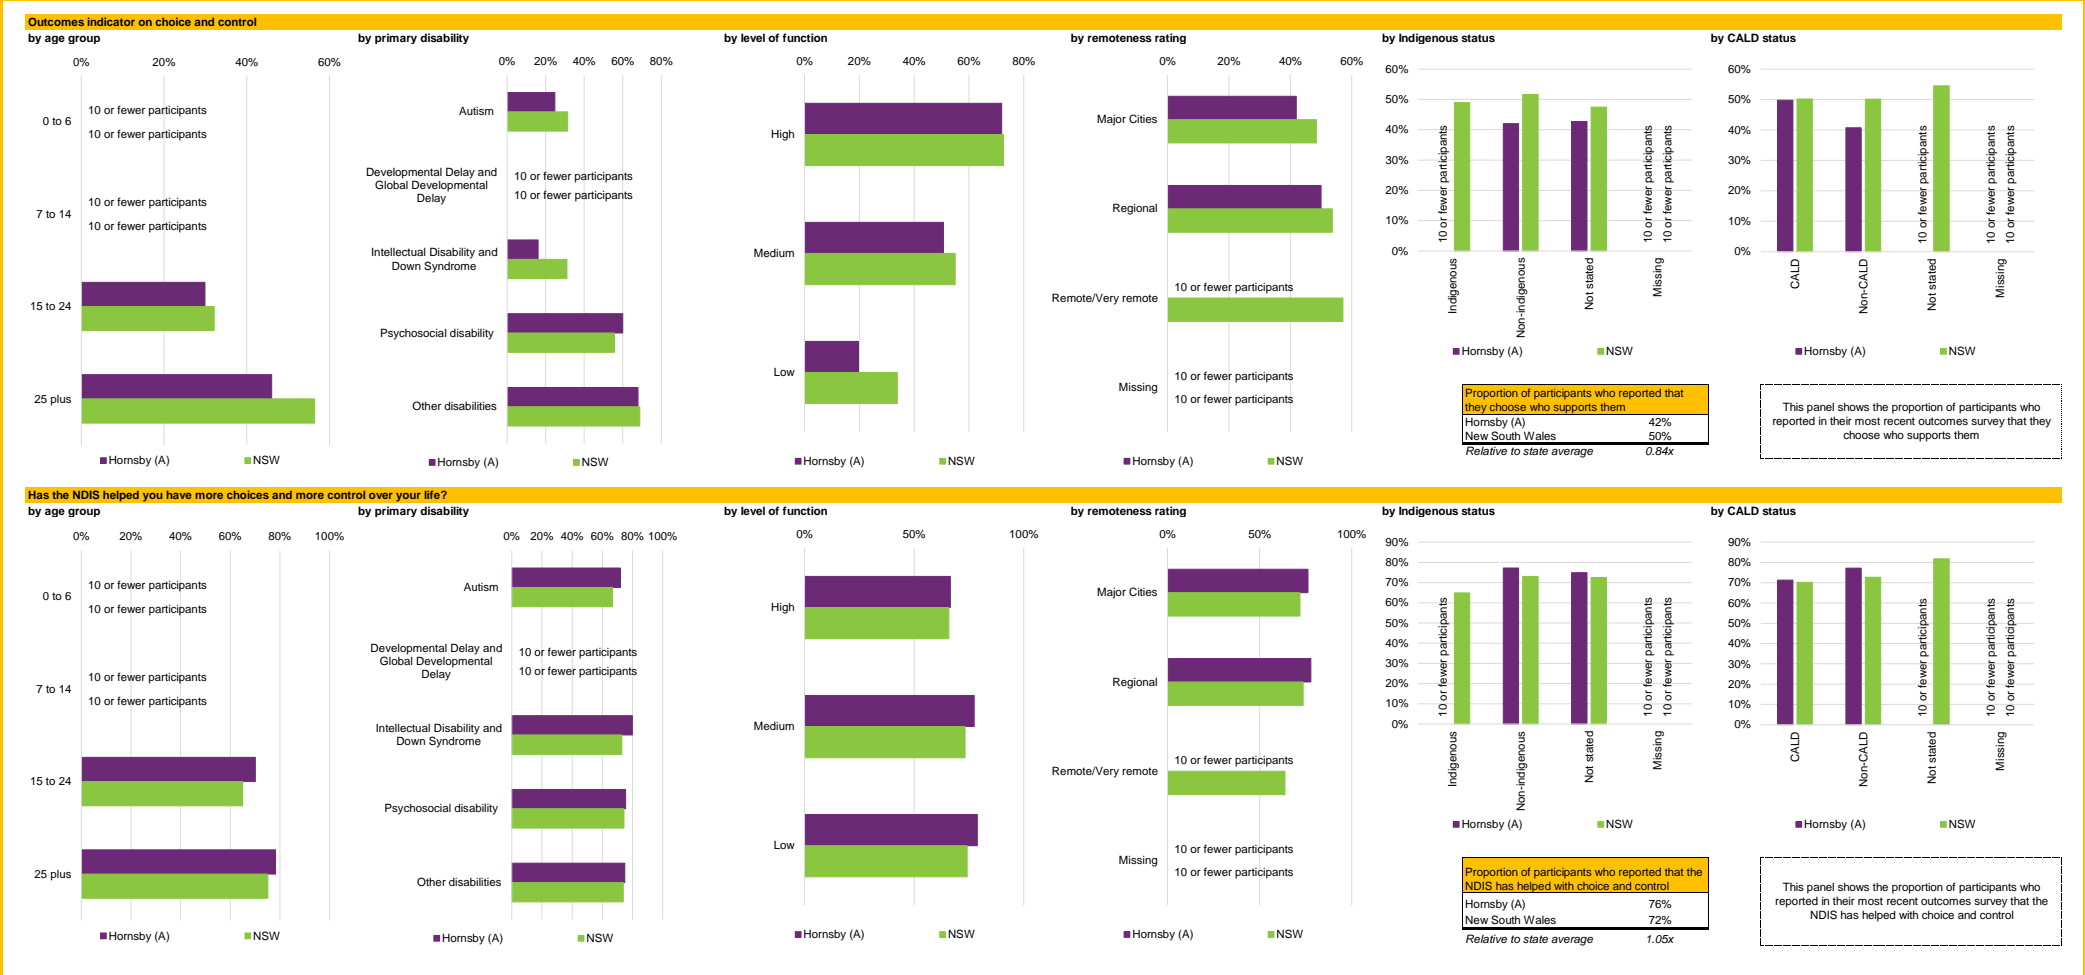 Outcomes indicator on choice and control
by age group
0% 20% 40% 60%
0 to 6
10 or fewer participants
10 or fewer participants
7 to 14
10 or fewer participants
10 or fewer participants
15 to 24
25 plus
Hornsby (A) NSW
by primary disability
0% 20% 40% 60% 80%
Autism
Developmental Delay and
Global Developmental
Delay
10 or fewer participants
10 or fewer participants
Intellectual Disability and
Down Syndrome
Psychosocial disability
Other disabilities
Hornsby (A) NSW
by level of function
0% 20% 40% 60% 80%
High
Medium
Low
Hornsby (A) NSW
by remoteness rating
0% 20% 40% 60%
Major Cities
Regional
Remote/Very remote
10 or fewer participants
Missing
10 or fewer participants
10 or fewer participants
Hornsby (A) NSW
by Indigenous status
60%
50%
40%
30%
20%
10%
0%
10 or fewer participants
10 or fewer participants
10 or fewer participants
Indigenous
Non-indigenous
Not stated
Missing
Hornsby (A) NSW
by CALD status
60%
50%
40%
30%
20%
10%
0%
10 or fewer participants
10 or fewer participants
10 or fewer participants
CALD
Non-CALD
Not stated
Missing
Hornsby (A) NSW
Proportion of participants who reported that
they choose who supports them
Hornsby (A) 42%
New South Wales 50%
Relative to state average 0.84x
This panel shows the proportion of participants who
reported in their most recent outcomes survey that they
choose who supports them
Has the NDIS helped you have more choices and more control over your life?
by age group
0% 20% 40% 60% 80% 100%
0 to 6
10 or fewer participants
10 or fewer participants
7 to 14
10 or fewer participants
10 or fewer participants
15 to 24
25 plus
Hornsby (A) NSW
by primary disability
0% 20% 40% 60% 80% 100%
Autism
Developmental Delay and
Global Developmental
Delay
10 or fewer participants
10 or fewer participants
Intellectual Disability and
Down Syndrome
Psychosocial disability
Other disabilities
Hornsby (A) NSW
by level of function
0% 50% 100%
High
Medium
Low
Hornsby (A) NSW
by remoteness rating
0% 50% 100%
Major Cities
Regional
Remote/Very remote
10 or fewer participants
Missing
10 or fewer participants
10 or fewer participants
Hornsby (A) NSW
by Indigenous status
90%
80%
70%
60%
50%
40%
30%
20%
10%
0%
10 or fewer participants
10 or fewer participants
10 or fewer participants
Indigenous
Non-indigenous
Not stated
Missing
Hornsby (A) NSW
by CALD status
90%
80%
70%
60%
50%
40%
30%
20%
10%
0%
10 or fewer participants
10 or fewer participants
10 or fewer participants
CALD
Non-CALD
Not stated
Missing
Hornsby (A) NSW
Proportion of participants who reported that the
NDIS has helped with choice and control
Hornsby (A) 76%
New South Wales 72%
Relative to state average 1.05x
This panel shows the proportion of participants who
reported in their most recent outcomes survey that the
NDIS has helped with choice and control